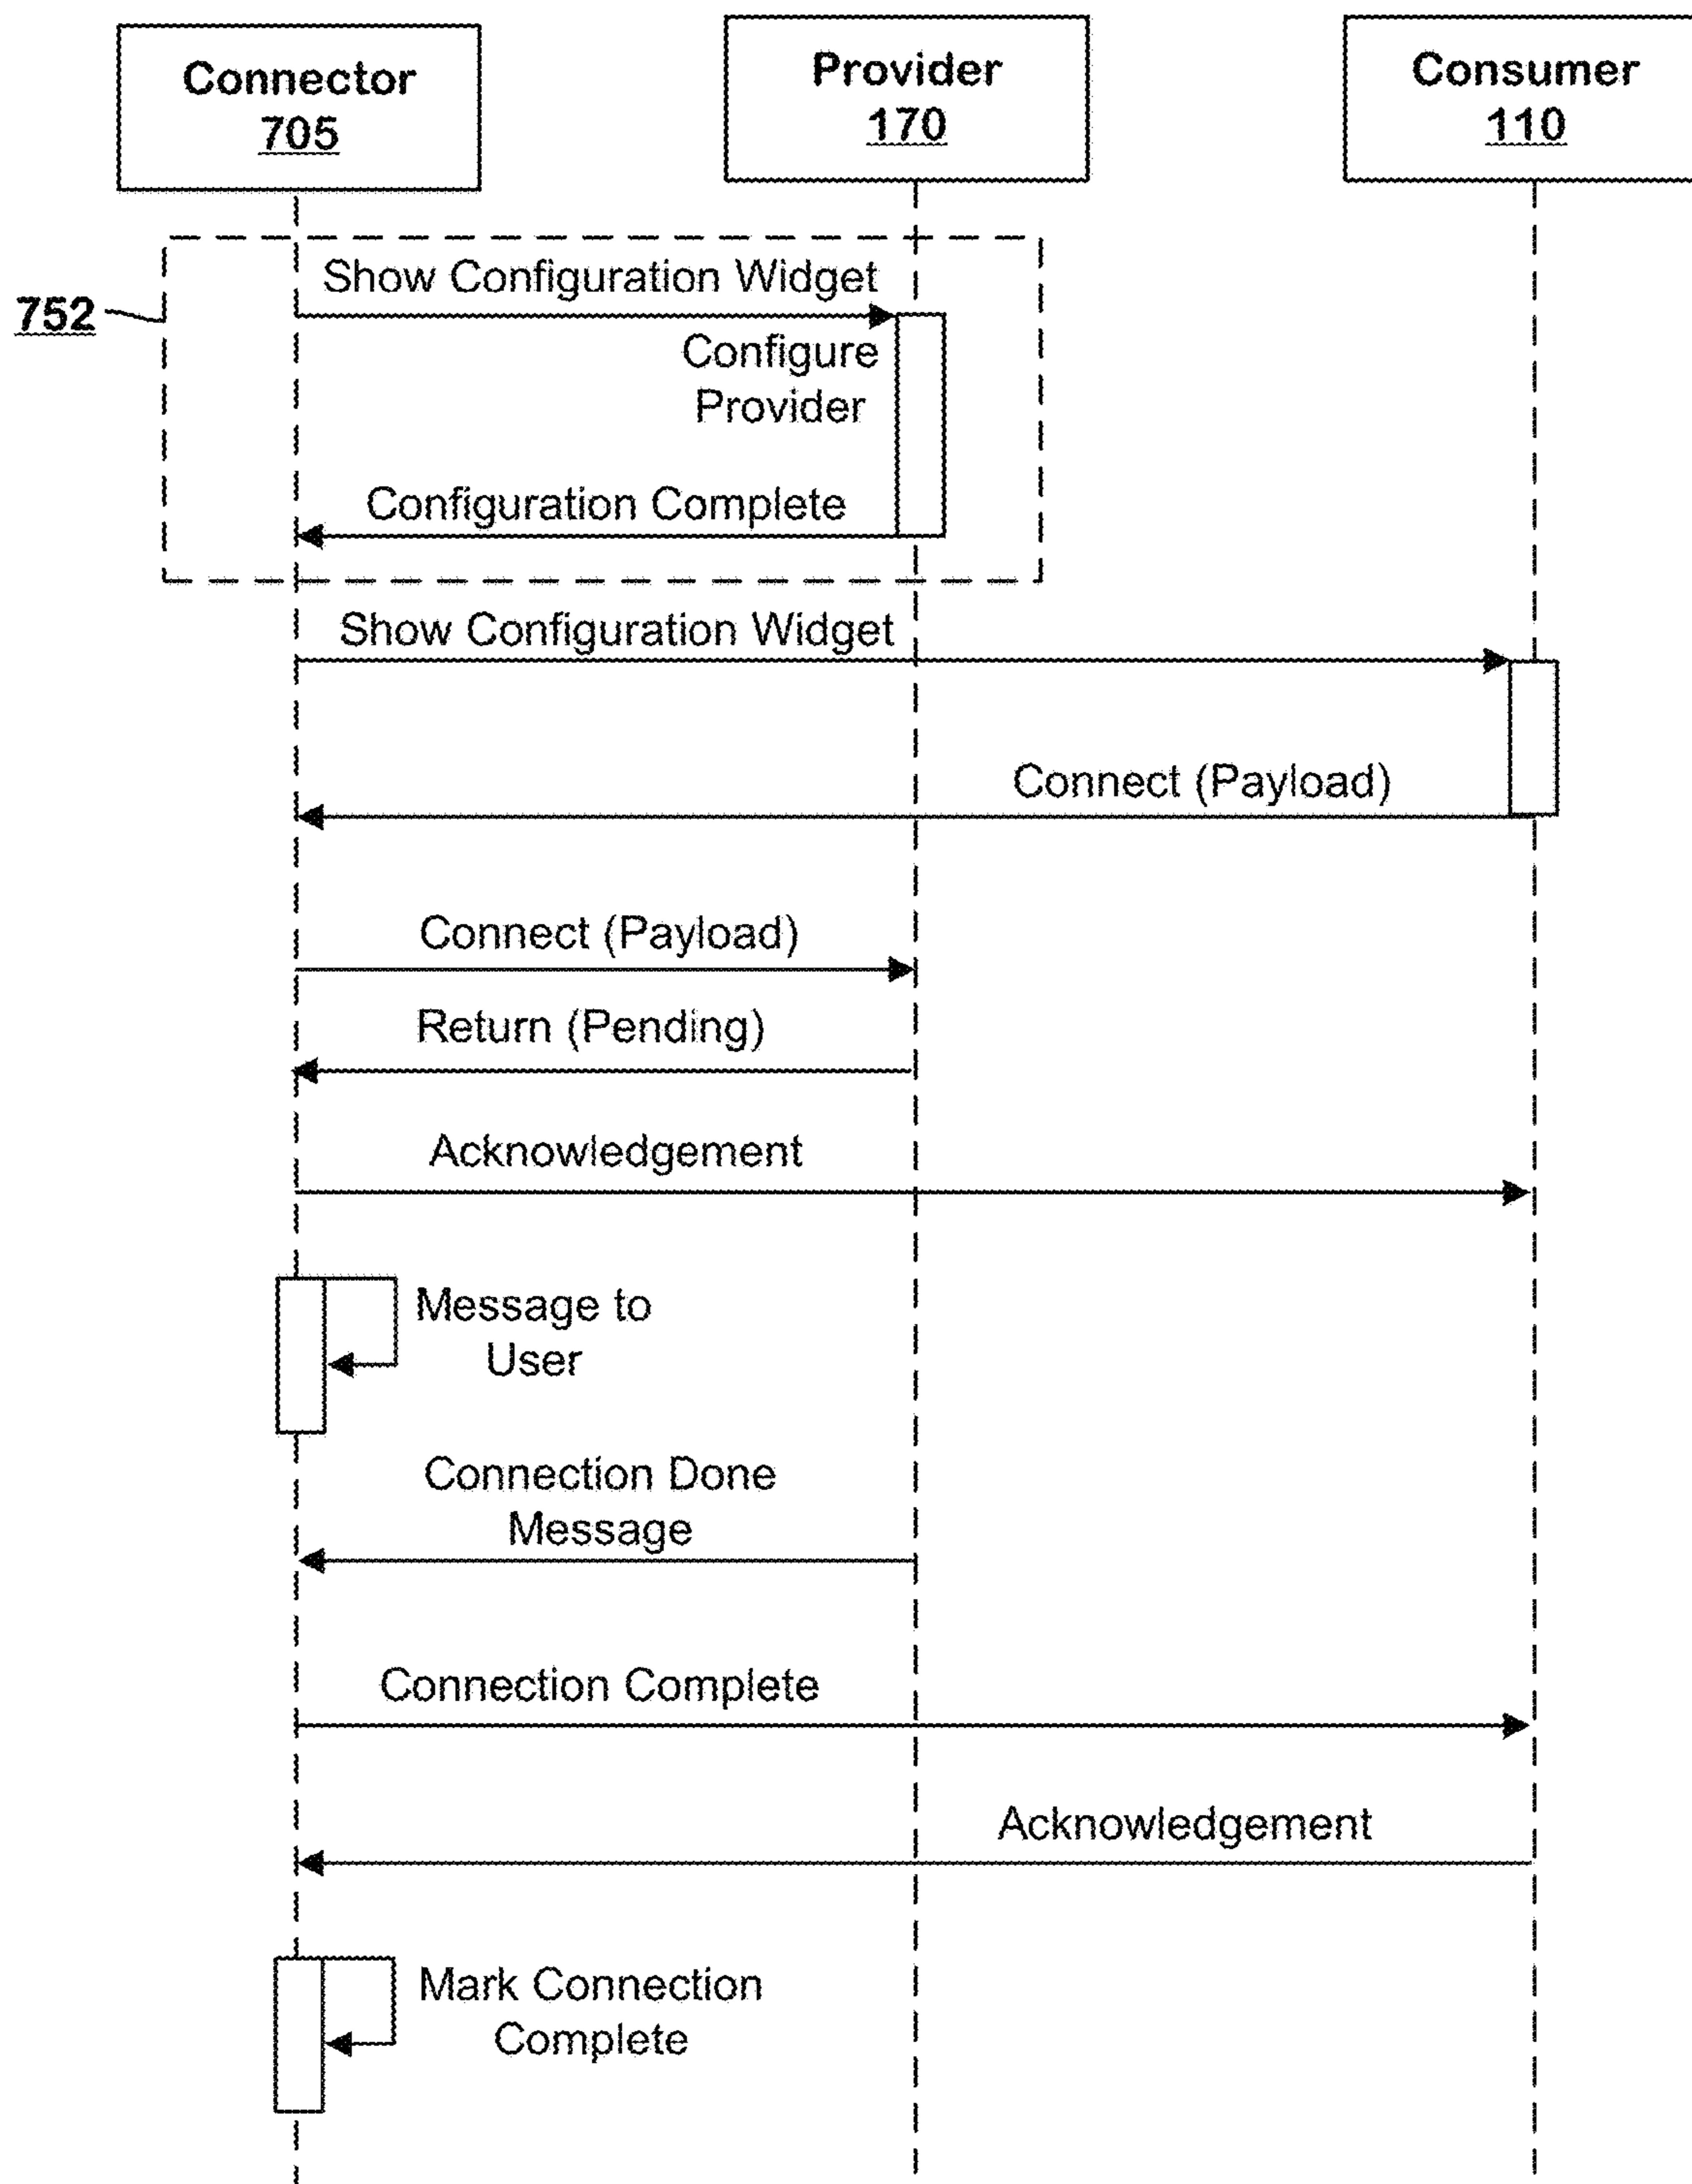 Connector
705
Provider
170
Consumer
110
752
Show Configuration Widget
Configure
Provider
Configuration Complete
Show Configuration Widget
Connect (Payload)
Connect (Payload)
Return (Pending)
Acknowledgement
Message to
User
Connection Done
Message
Connection Complete
Acknowledgement
Mark Connection
Complete